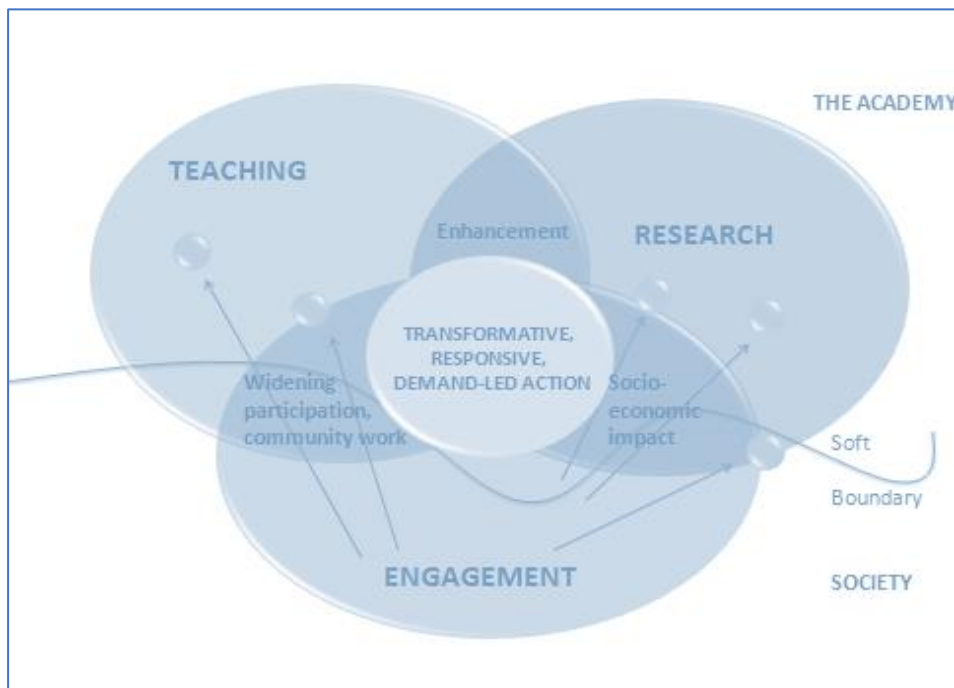 THE ACADEMY
TEACHING
Enhancement
RESEARCH
TRANSFORMATIVE,
RESPONSIVE,
DEMAND-LED ACTION
Widening
participation,
community work
Socio-
economic
impact
Soft
Boundary
ENGAGEMENT
SOCIETY